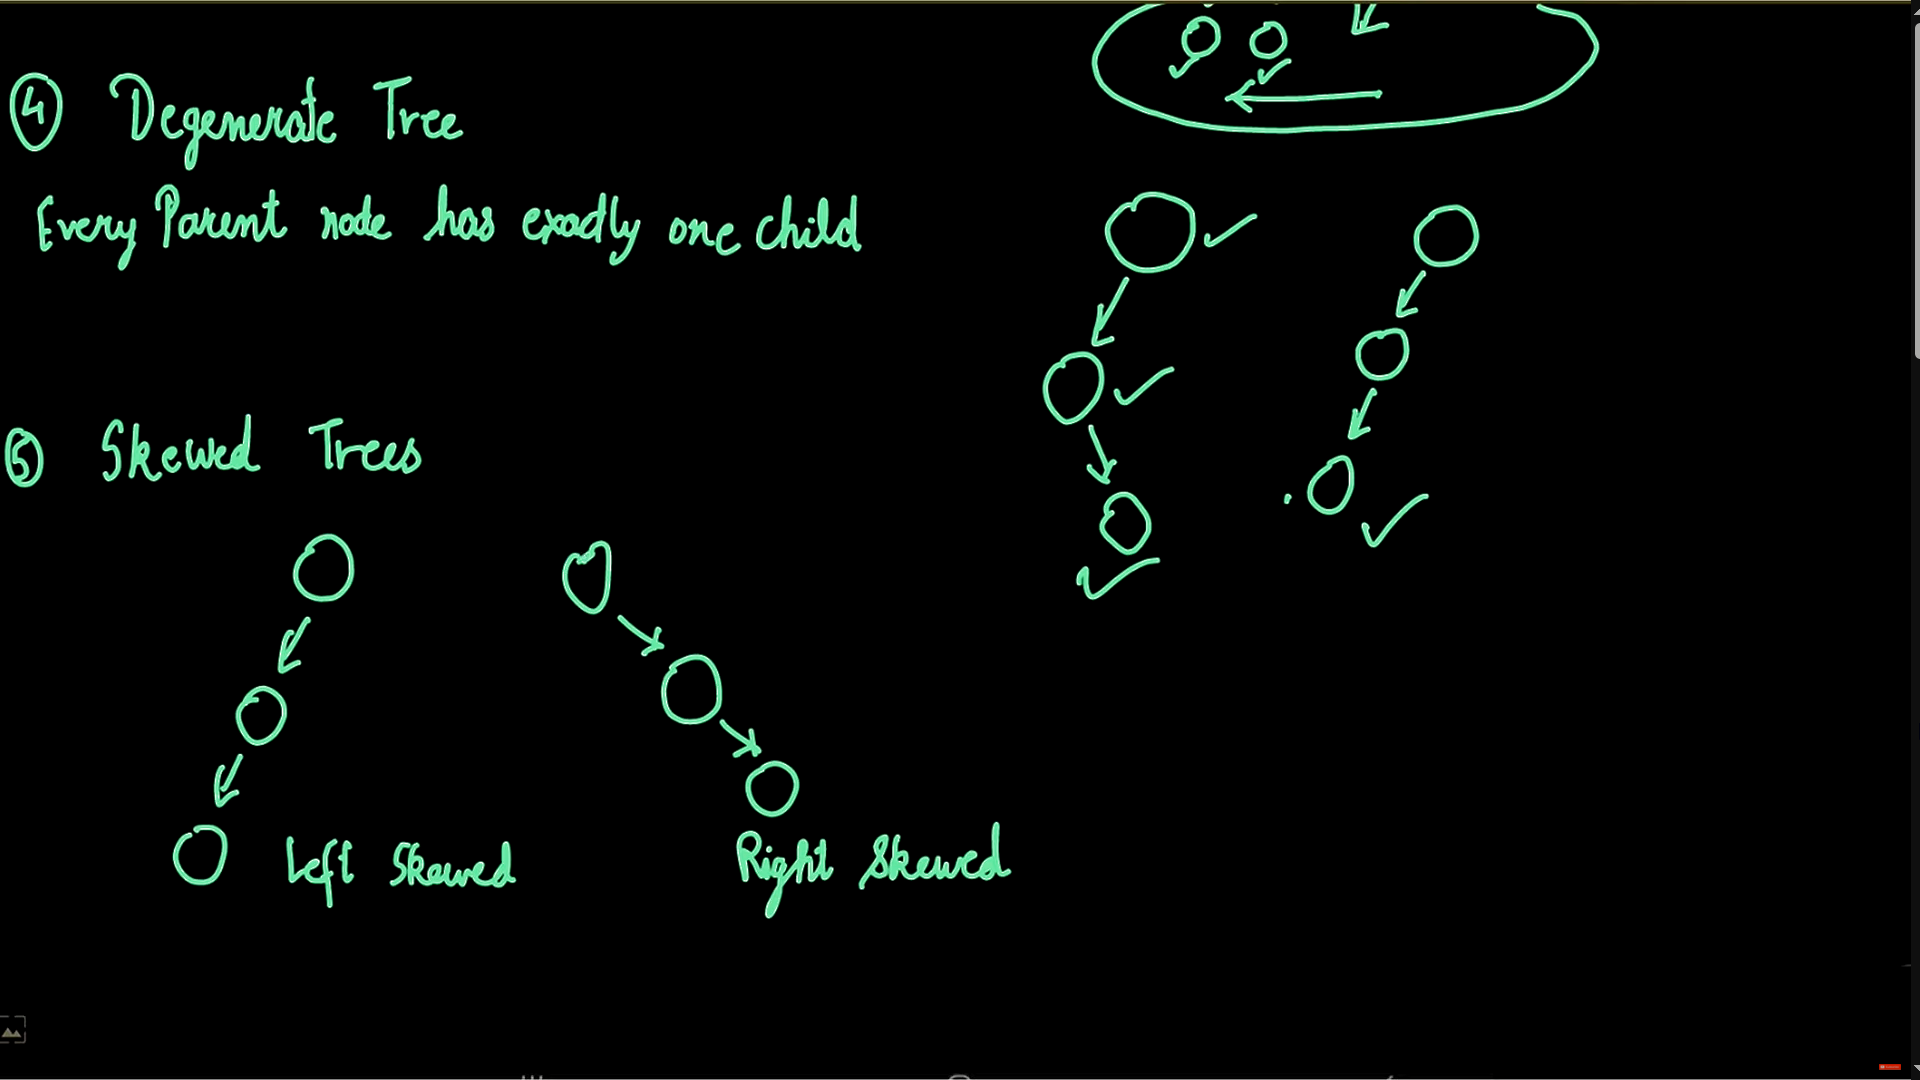 4 Degenerate Tree
Every Parent node has exactly one child
5 Skewed Trees
Left Skewed
Right Skewed